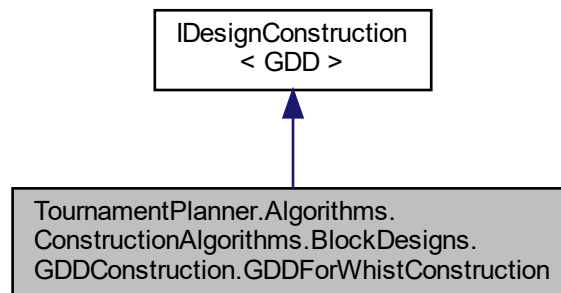 IDesignConstruction
< GDD >
TournamentPlanner.Algorithms.
ConstructionAlgorithms.BlockDesigns.
GDDConstruction.GDDForWhistConstruction